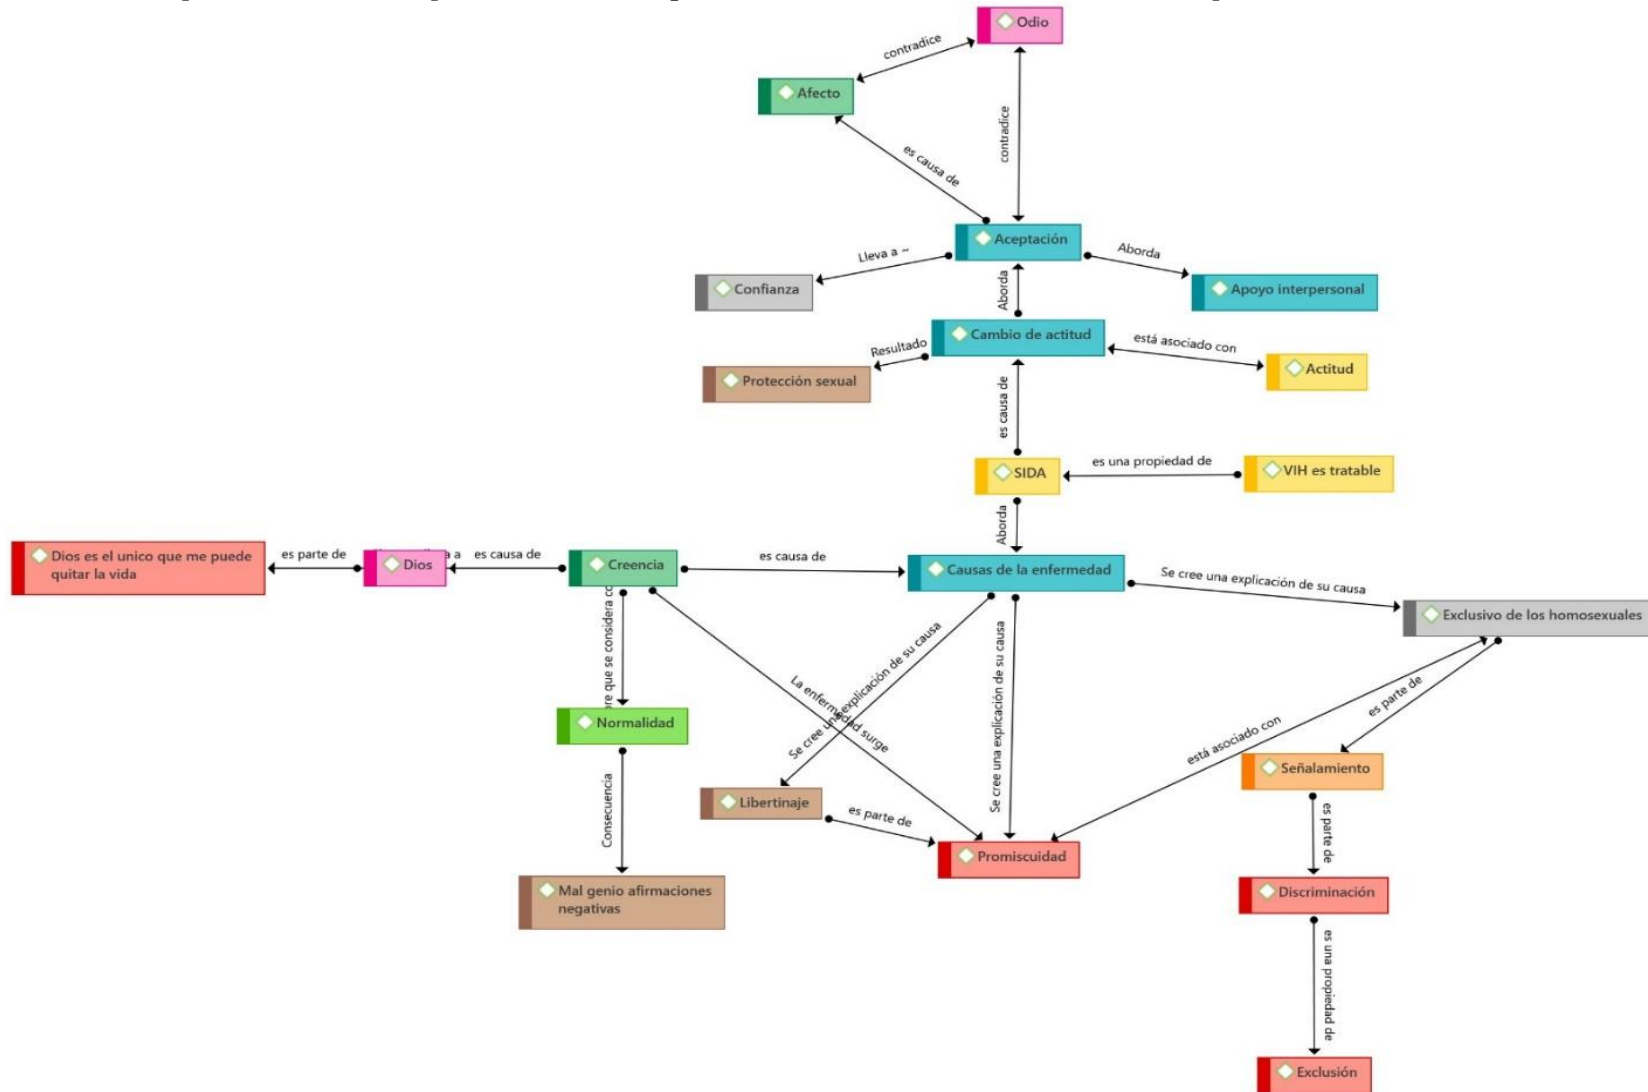 Odio
contradice
Afecto
contradice
es causa de
Aceptación
Lleva a ~
Aborda
Confianza
Aborda
Apoyo interpersonal
Cambio de actitud
Resultado
está asociado con
Protección sexual
Actitud
es causa de
SIDA
es una propiedad de
VIH es tratable
Aborda
Dios es el unico que me puede
quitar la vida
es parte de
Dios
a
es causa de
Creencia
es causa de
Causas de la enfermedad
Se cree una explicación de su causa
Exclusivo de los homosexuales
que se considera
Se cree una explicación de su causa
Se cree una explicación de su causa
La enfermedad surge
es parte de
está asociado con
Normalidad
Señalamiento
Consecuencia
Libertinaje
es parte de
es parte de
Promiscuidad
Mal genio afirmaciones
negativas
Discriminación
es una propiedad de
Exclusión